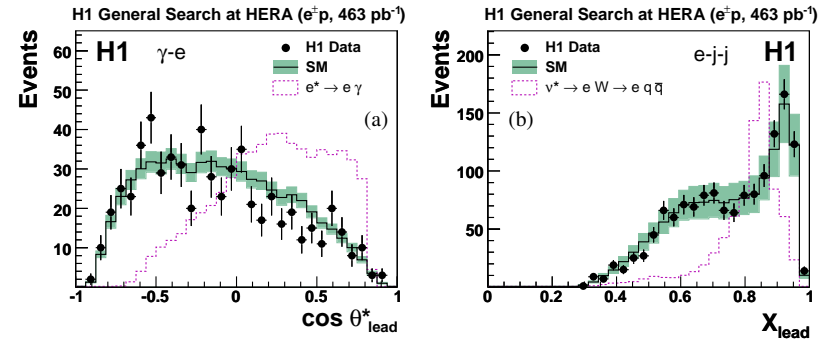 H1 General Search at HERA (e±p, 463 pb⁻¹)
Events
60
50
40
30
20
10
H1
γ-e
H1 Data
SM
e* → e γ
(a)
-1
-0.5
0
0.5
1
cos θ*lead
H1 General Search at HERA (e±p, 463 pb⁻¹)
Events
200
150
100
50
H1 Data
SM
ν* → e W → e q q̅
e-j-j
H1
(b)
0
0.2
0.4
0.6
0.8
1
Xlead